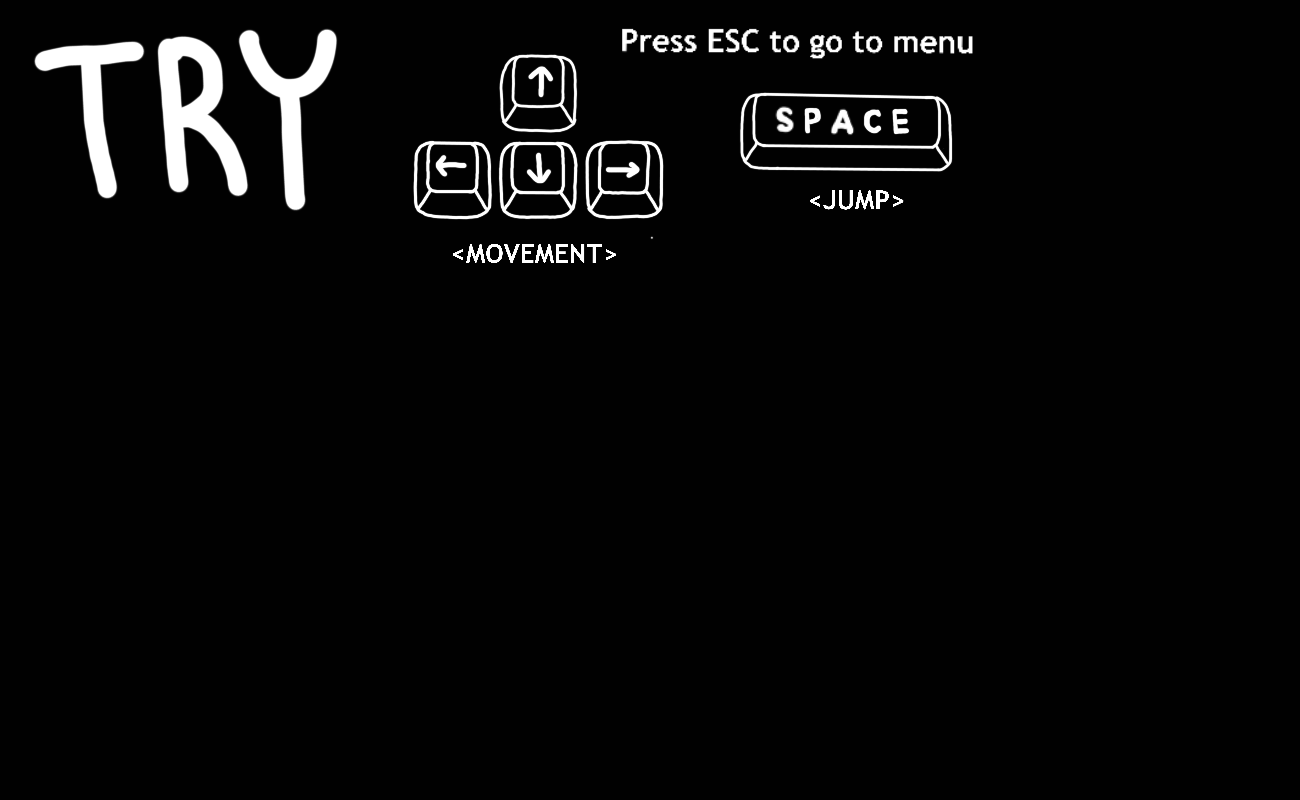 TRY
Press ESC to go to menu
↑
← ↓ →
SPACE
<JUMP>
<MOVEMENT>